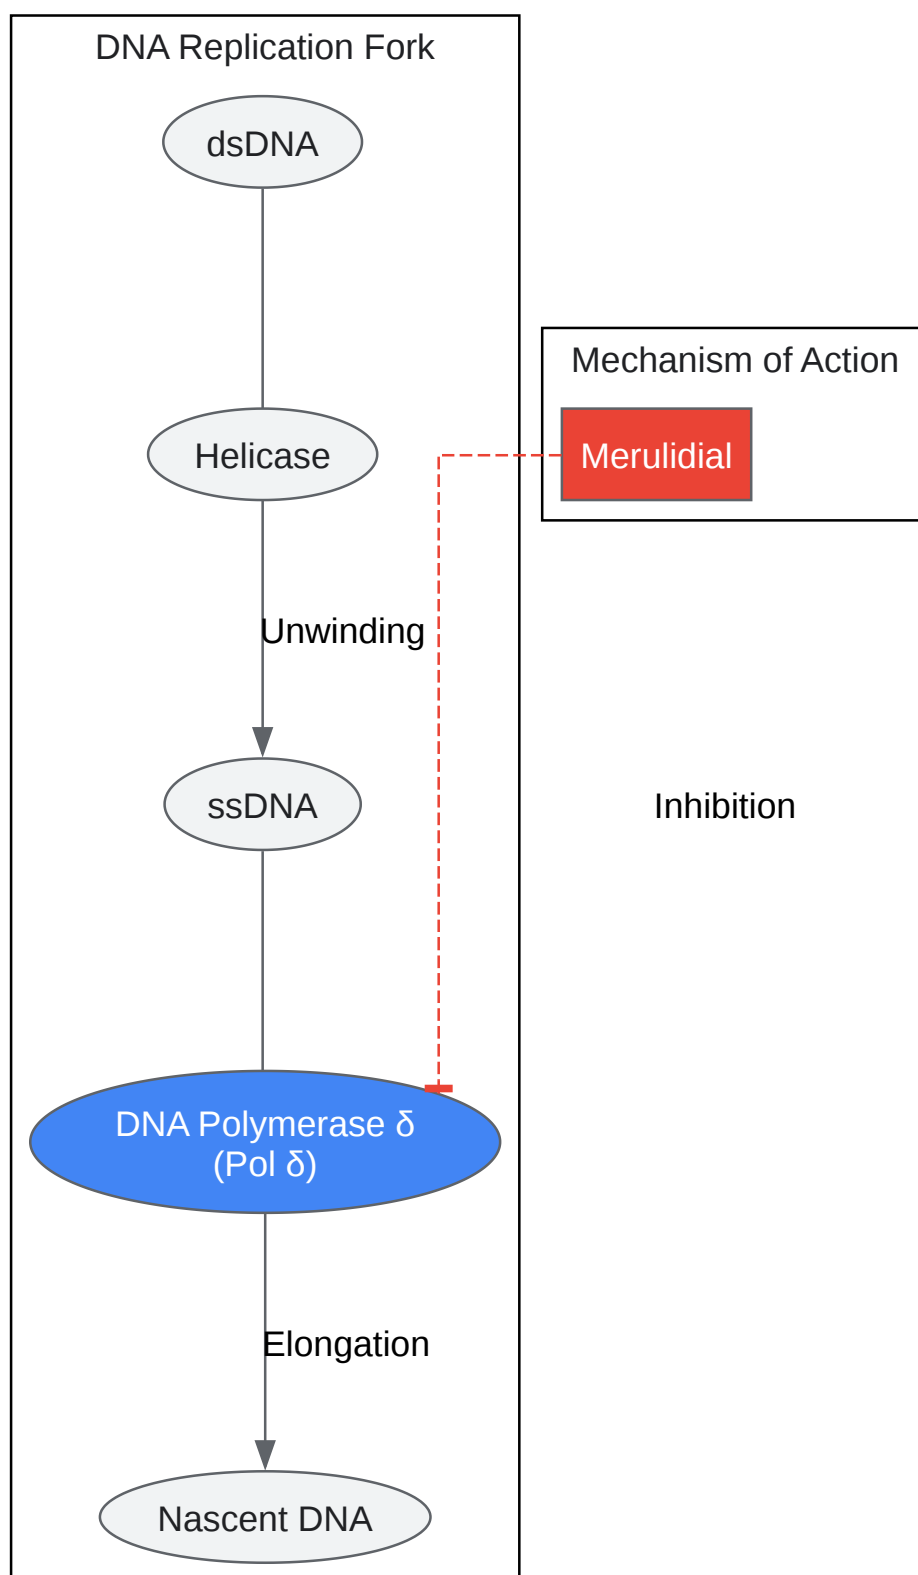 DNA Replication Fork
dsDNA
Mechanism of Action
Helicase
Merulidial
Unwinding
ssDNA
Inhibition
DNA Polymerase δ
(Pol δ)
Elongation
Nascent DNA